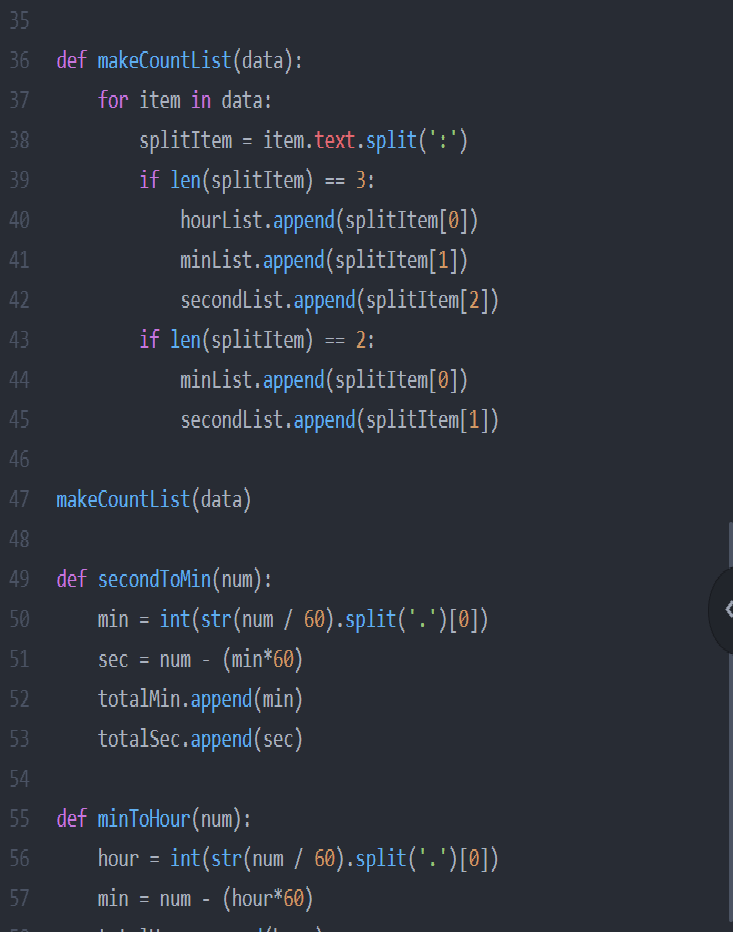 35
36 def makeCountList(data):
37 for item in data:
38 splitItem = item.text.split(':')
39 if len(splitItem) == 3:
40 hourList.append(splitItem[0])
41 minList.append(splitItem[1])
42 secondList.append(splitItem[2])
43 if len(splitItem) == 2:
44 minList.append(splitItem[0])
45 secondList.append(splitItem[1])
46
47 makeCountList(data)
48
49 def secondToMin(num):
50 min = int(str(num / 60).split('.')[0])
51 sec = num - (min*60)
52 totalMin.append(min)
53 totalSec.append(sec)
54
55 def minToHour(num):
56 hour = int(str(num / 60).split('.')[0])
57 min = num - (hour*60)